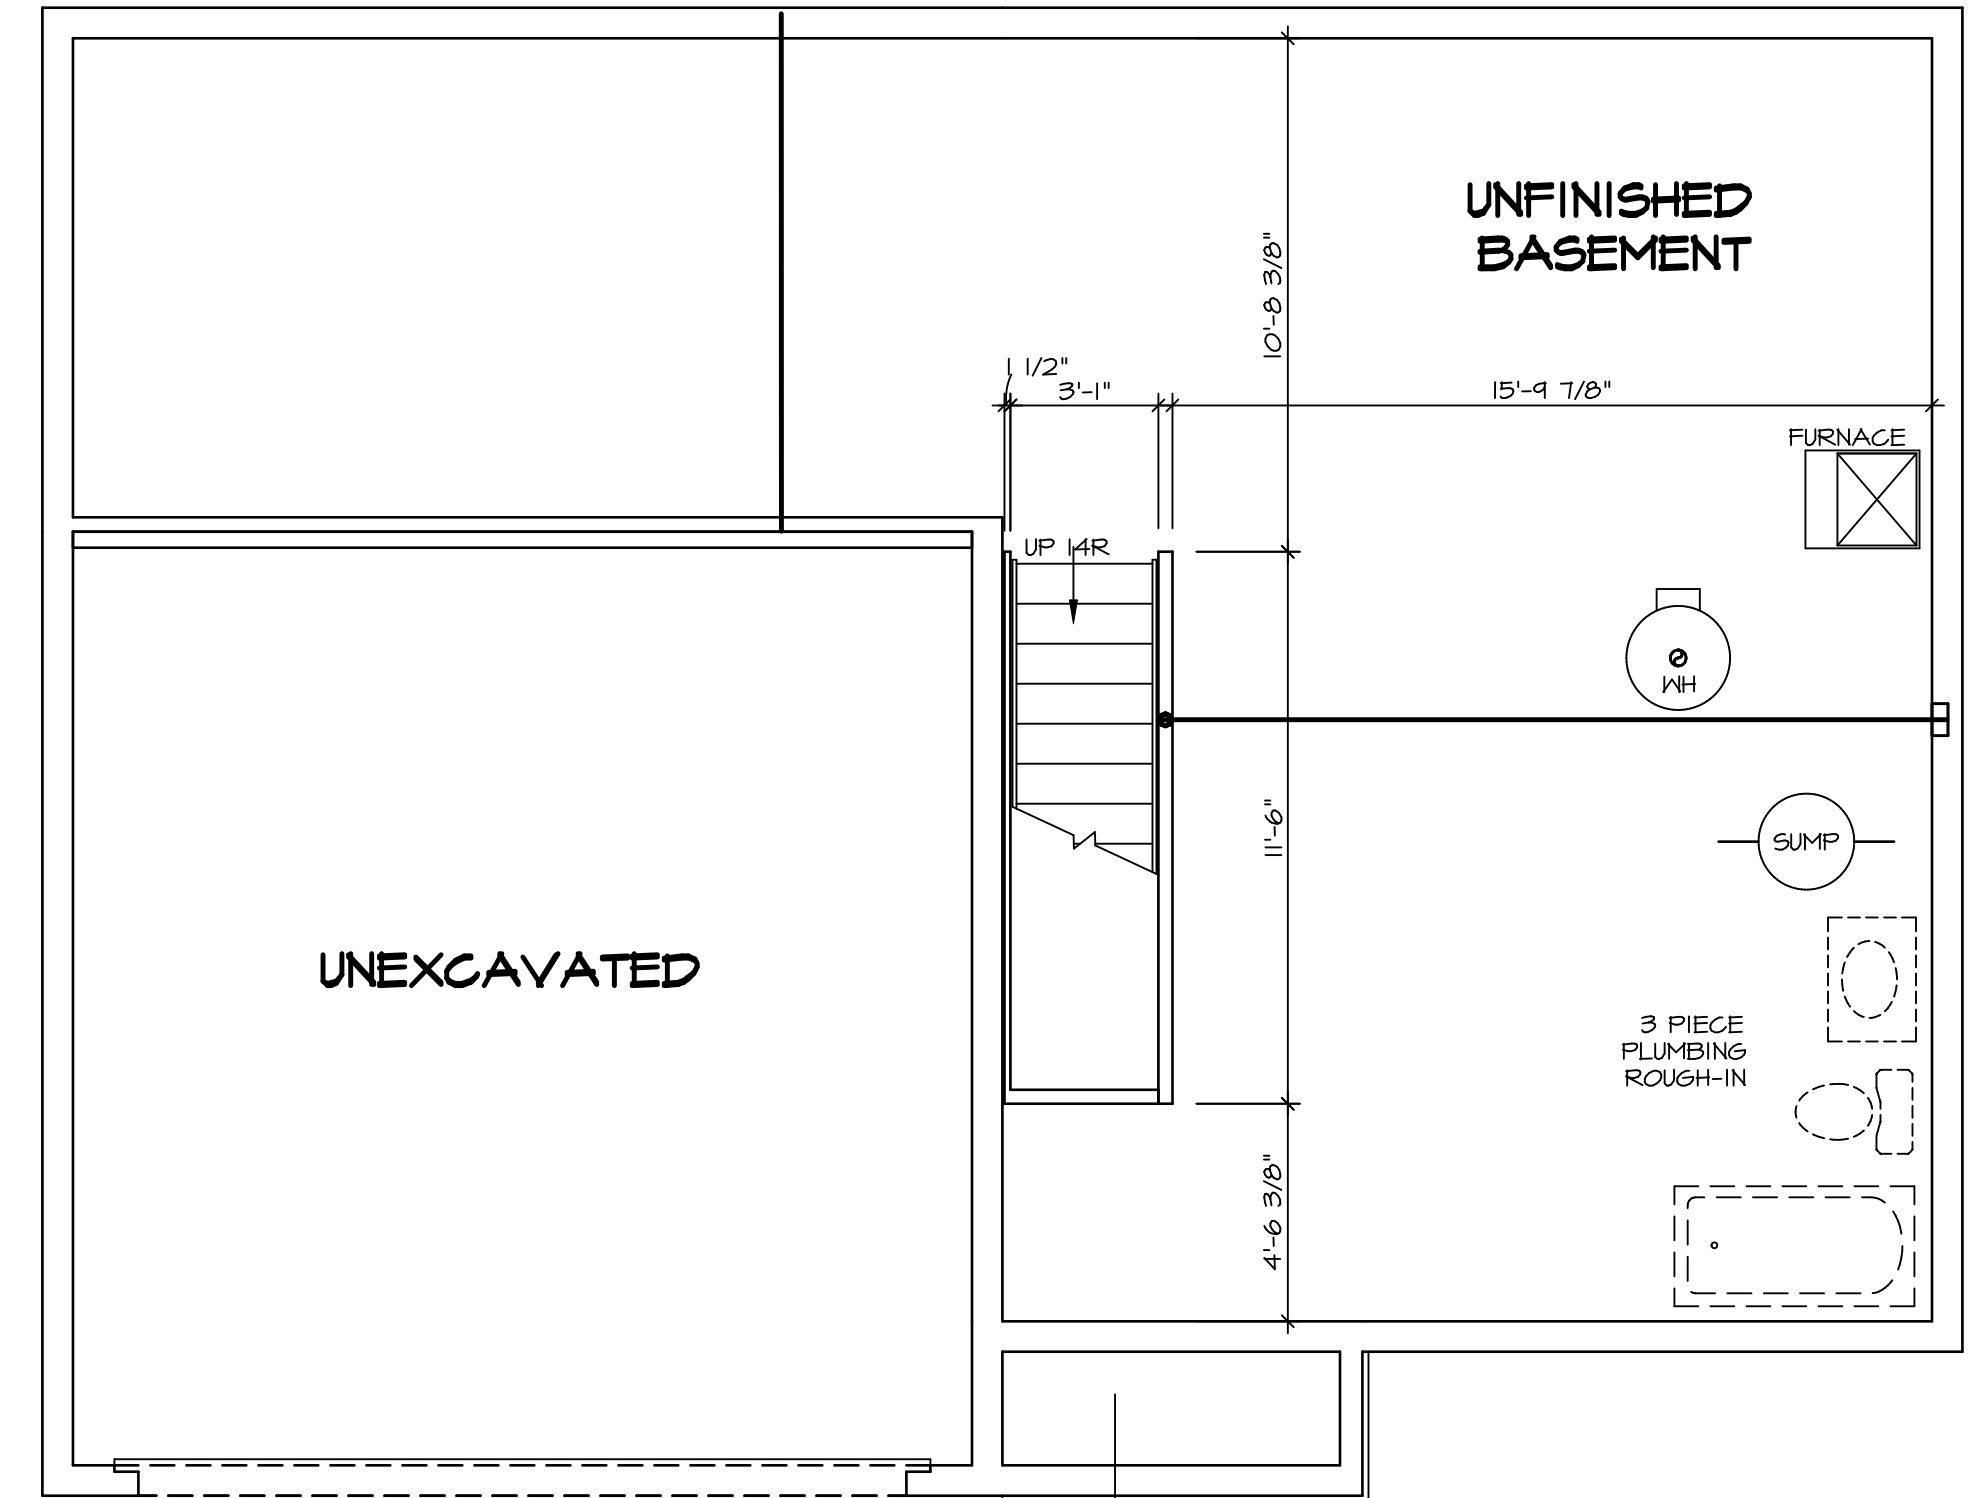 UNFINISHED
BASEMENT
10'-8 3/8"
1 1/2"
3'-1"
15'-9 7/8"
FURNACE
UP 14R
WH
11'-6"
SUMP
UNEXCAVATED
3 PIECE
PLUMBING
ROUGH-IN
4'-6 3/8"